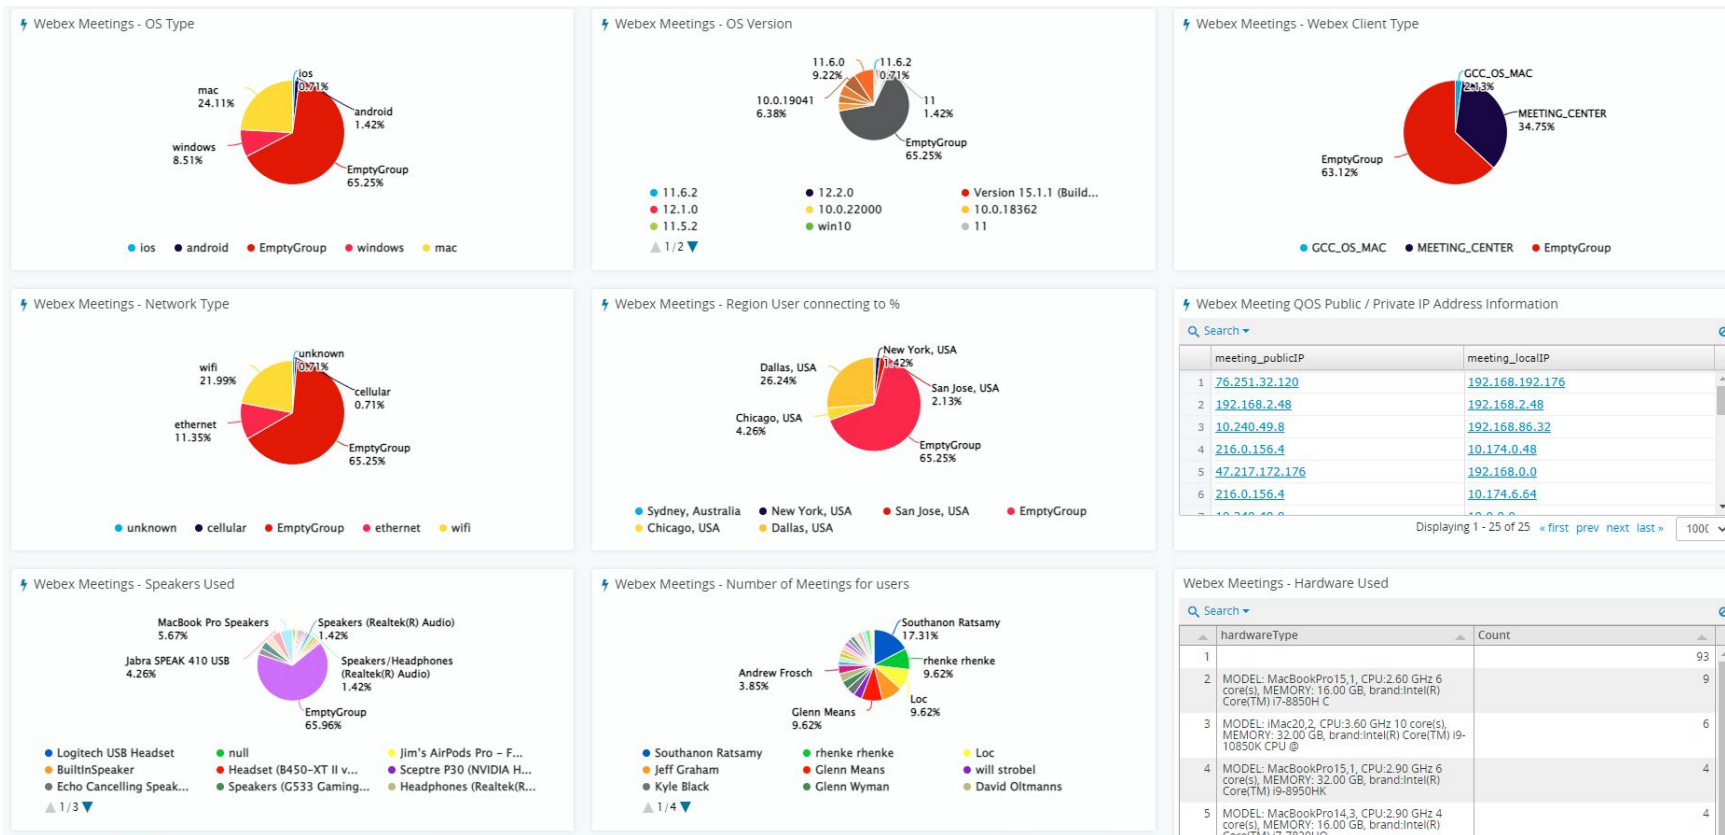 Webex Meetings - OS Type
ios
0.71%
mac
24.11%
android
1.42%
windows
8.51%
EmptyGroup
65.25%
ios android EmptyGroup windows mac
Webex Meetings - OS Version
11.6.0
9.22%
11.6.2
0.71%
10.0.19041
6.38%
11
1.42%
EmptyGroup
65.25%
11.6.2 12.2.0 Version 15.1.1 (Build...
12.1.0 10.0.22000 10.0.18362
11.5.2 win10 11
1/2
Webex Meetings - Webex Client Type
GCC_OS_MAC
2.13%
MEETING_CENTER
34.75%
EmptyGroup
63.12%
GCC_OS_MAC MEETING_CENTER EmptyGroup
Webex Meetings - Network Type
unknown
0.71%
wifi
21.99%
cellular
0.71%
ethernet
11.35%
EmptyGroup
65.25%
unknown cellular EmptyGroup ethernet wifi
Webex Meetings - Region User connecting to %
New York, USA
1.42%
Dallas, USA
26.24%
San Jose, USA
2.13%
Chicago, USA
4.26%
EmptyGroup
65.25%
Sydney, Australia New York, USA San Jose, USA EmptyGroup
Chicago, USA Dallas, USA
Webex Meeting QOS Public / Private IP Address Information
Search
meeting_publicIP meeting_localIP
1 76.251.32.120 192.168.192.176
2 192.168.2.48 192.168.2.48
3 10.240.49.8 192.168.86.32
4 216.0.156.4 10.174.0.48
5 47.217.172.176 192.168.0.0
6 216.0.156.4 10.174.6.64
Displaying 1 - 25 of 25 « first prev next last » 100
Webex Meetings - Speakers Used
MacBook Pro Speakers
5.67%
Speakers (Realtek(R) Audio)
1.42%
Jabra SPEAK 410 USB
4.26%
Speakers/Headphones
(Realtek(R) Audio)
1.42%
EmptyGroup
65.96%
Logitech USB Headset null Jim's AirPods Pro - F...
BuiltInSpeaker Headset (B450-XT II v... Sceptre P30 (NVIDIA H...
Echo Cancelling Speak... Speakers (G533 Gaming... Headphones (Realtek(R...
1/3
Webex Meetings - Number of Meetings for users
Southanon Ratsamy
17.31%
rhenke rhenke
9.62%
Andrew Frosch
3.85%
Loc
9.62%
Glenn Means
9.62%
Southanon Ratsamy rhenke rhenke Loc
Jeff Graham Glenn Means will strobel
Kyle Black Glenn Wyman David Oltmanns
1/4
Webex Meetings - Hardware Used
Search
hardwareType Count
1 93
2 MODEL: MacBookPro15,1, CPU:2.60 GHz 6 9
core(s), MEMORY: 16.00 GB, brand:Intel(R)
Core(TM) i7-8850H C
3 MODEL: iMac20,2, CPU:3.60 GHz 10 core(s), 6
MEMORY: 32.00 GB, brand:Intel(R) Core(TM) i9-
10850K CPU @
4 MODEL: MacBookPro15,1, CPU:2.90 GHz 6 4
core(s), MEMORY: 32.00 GB, brand:Intel(R)
Core(TM) i9-8950HK
5 MODEL: MacBookPro14,3, CPU:2.90 GHz 4 4
core(s), MEMORY: 16.00 GB, brand:Intel(R)